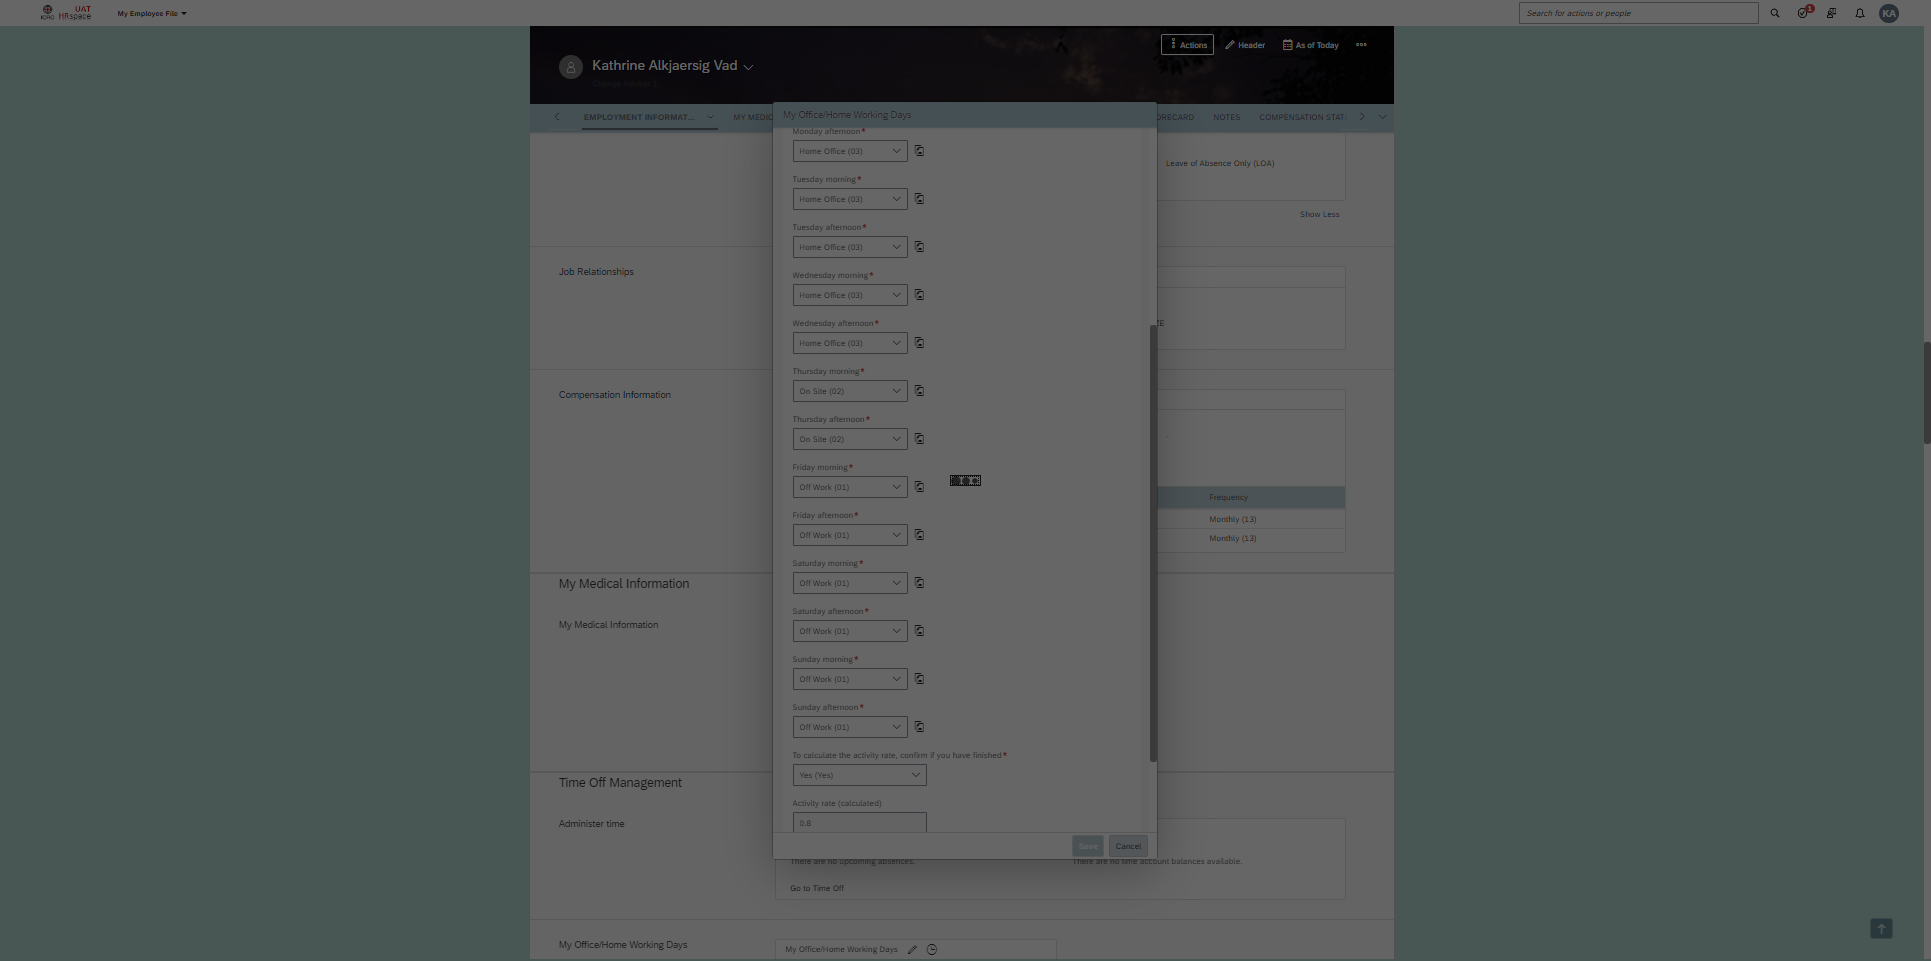 ICRC
UAT
HRspace
My Employee File
Search for actions or people
1
KA
Actions
Header
As of Today
Kathrine Alkjaersig Vad
EMPLOYMENT INFORMAT...
MY MEDIC
ORECARD
NOTES
COMPENSATION STAT
My Office/Home Working Days
Monday afternoon*
Home Office (03)
Leave of Absence Only (LOA)
Tuesday morning*
Home Office (03)
Show Less
Tuesday afternoon*
Home Office (03)
Job Relationships
Wednesday morning*
Home Office (03)
Wednesday afternoon*
TE
Home Office (03)
Thursday morning*
On Site (02)
Compensation Information
Thursday afternoon*
On Site (02)
Friday morning*
Off Work (01)
Frequency
Friday afternoon*
Monthly (13)
Off Work (01)
Monthly (13)
Saturday morning*
Off Work (01)
My Medical Information
Saturday afternoon*
My Medical Information
Off Work (01)
Sunday morning*
Off Work (01)
Sunday afternoon*
Off Work (01)
To calculate the activity rate, confirm if you have finished*
Yes (Yes)
Time Off Management
Activity rate (calculated)
Administer time
0.8
Save
Cancel
There are no upcoming absences.
There are no time account balances available.
Go to Time Off
My Office/Home Working Days
My Office/Home Working Days